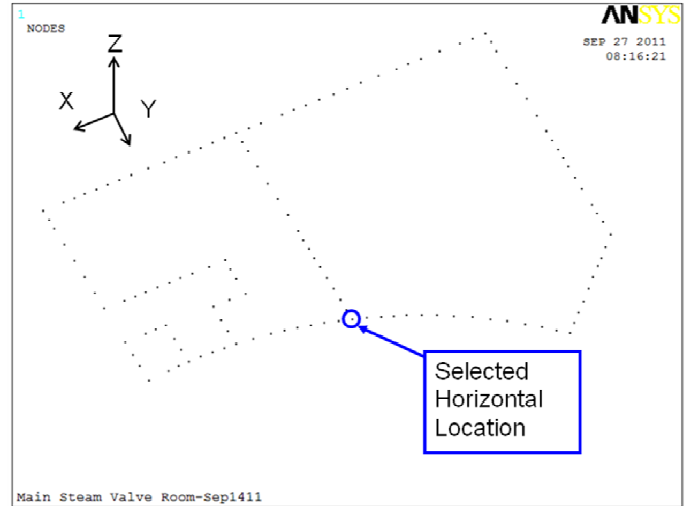 1
NODES
ANSYS
SEP 27 2011
08:16:21
Z
X
Y
Selected
Horizontal
Location
Main Steam Valve Room-Sep1411